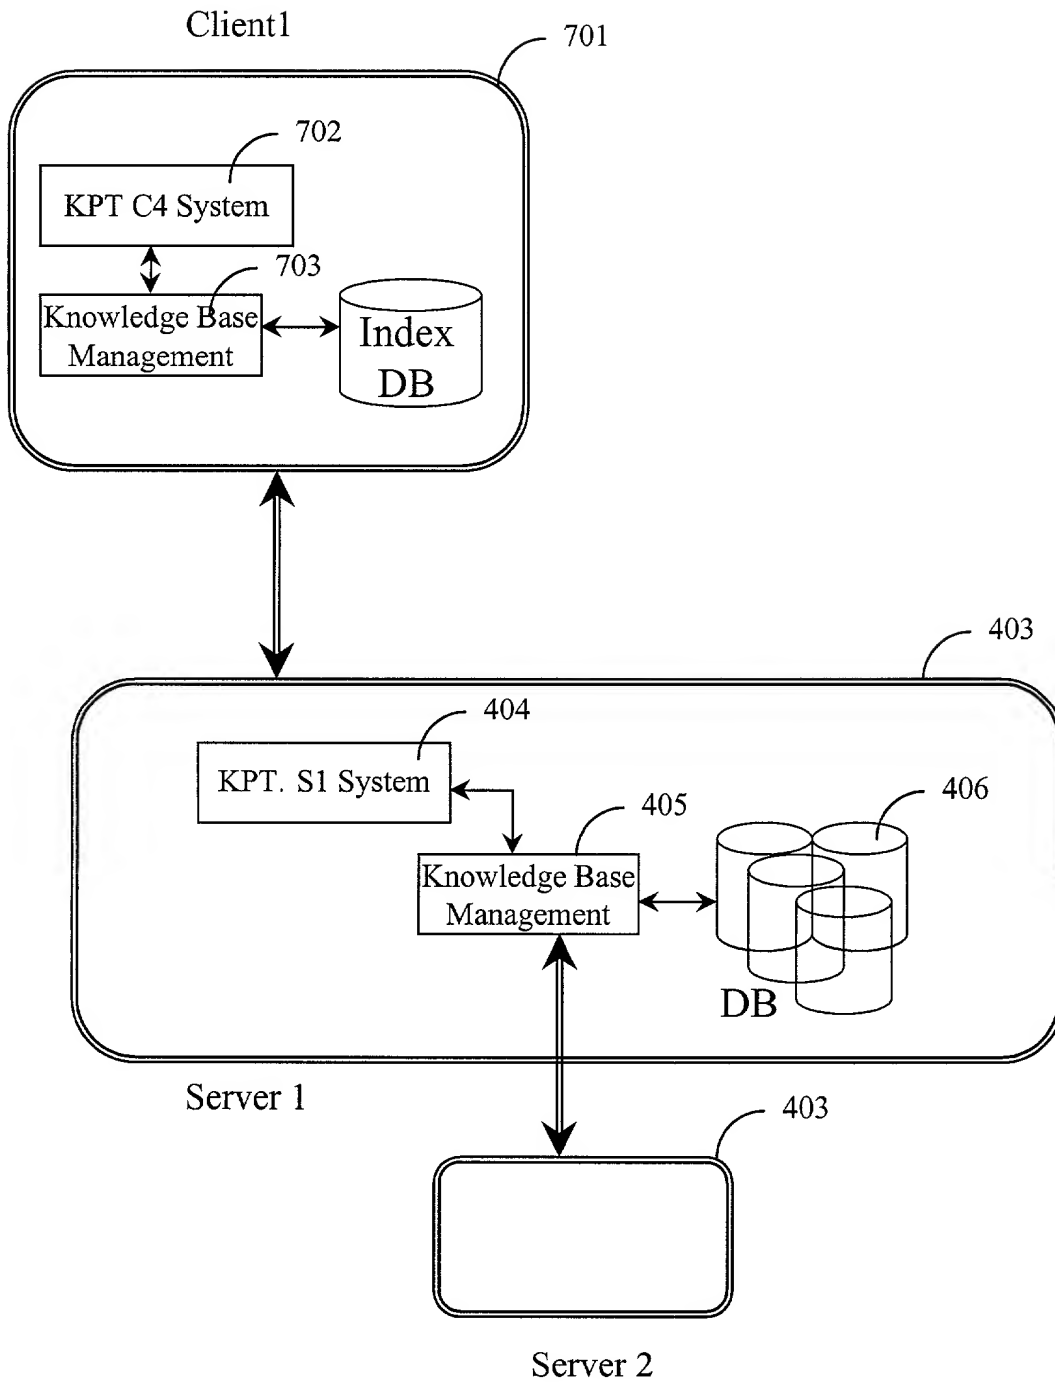 Client1
701
702
KPT C4 System
703
Knowledge Base
Management
Index
DB
403
404
KPT. S1 System
405
406
Knowledge Base
Management
DB
Server 1
403
Server 2